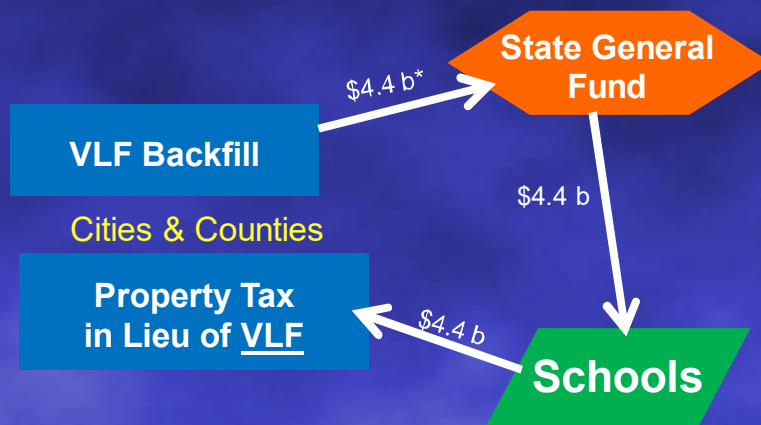 State General
Fund
$4.4 b*
VLF Backfill
$4.4 b
Cities & Counties
Property Tax
in Lieu of VLF
$4.4 b
Schools